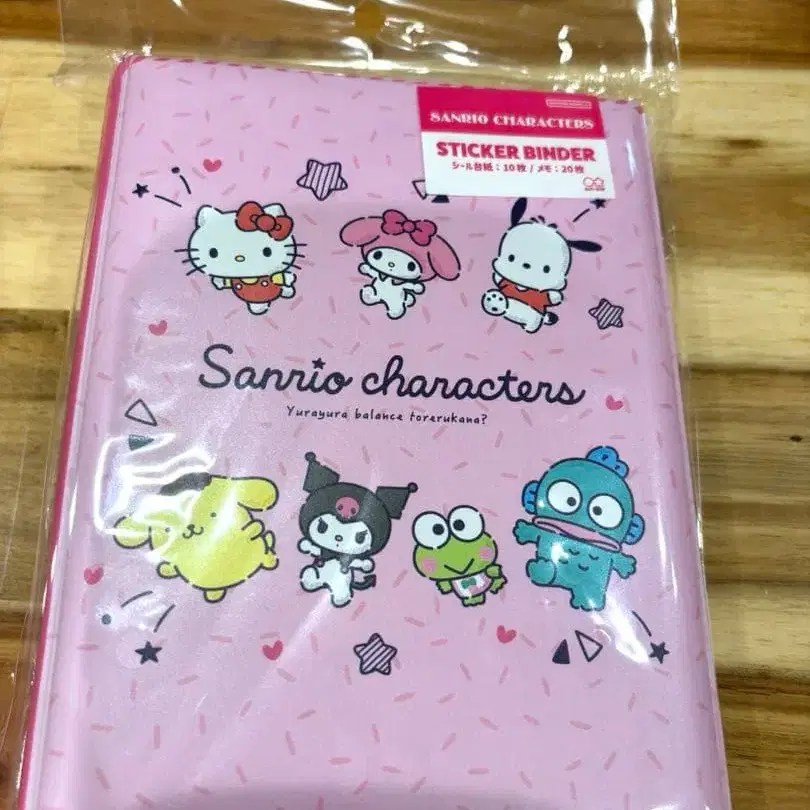 SANRIO CHARACTERS
STICKER BINDER
シール台紙:10枚/メモ:20枚
Sanrio characters
Yurayura balance torerukana?